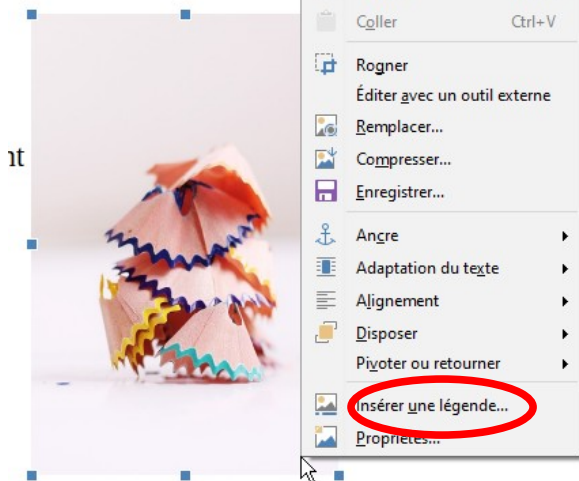 Coller Ctrl+V
Rogner
Éditer avec un outil externe
nt Remplacer...
Compresser...
Enregistrer...
Ancre
Adaptation du texte
Alignement
Disposer
Pivoter ou retourner
Insérer une légende...
Propriétés...